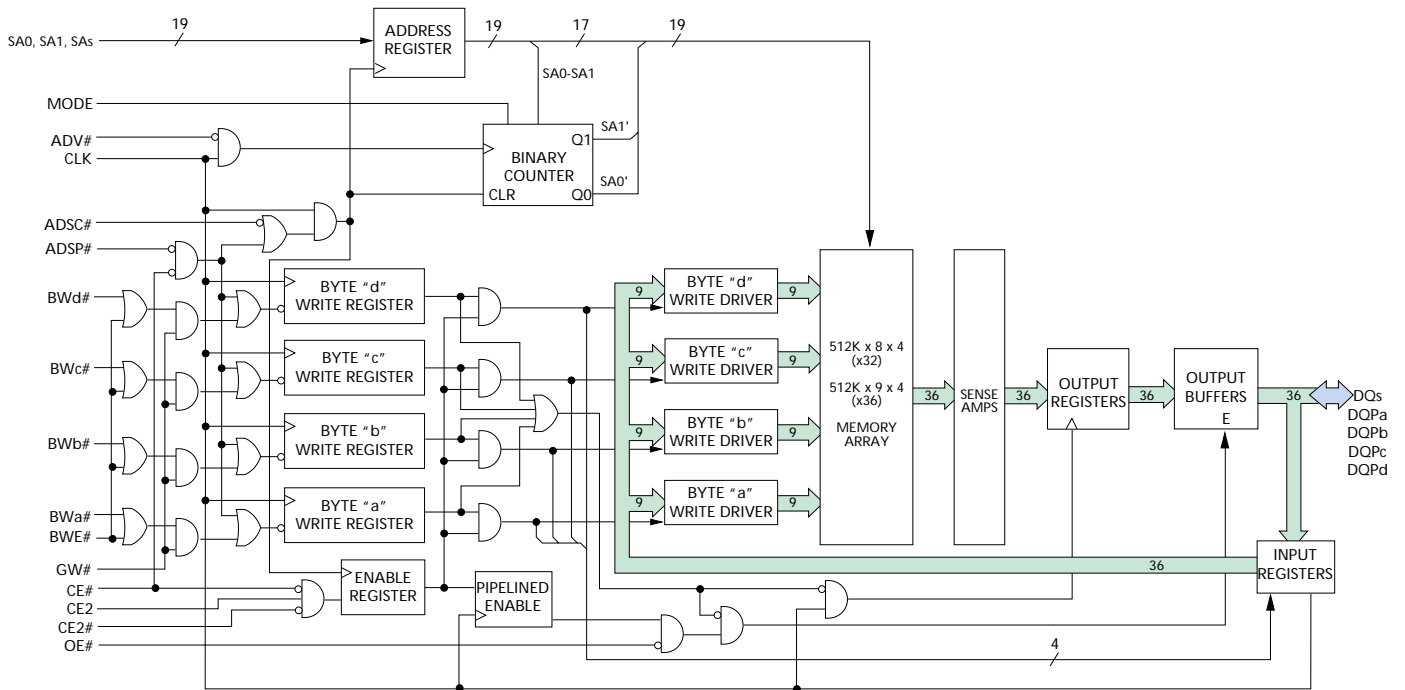 SA0, SA1, SAs
19
ADDRESS
REGISTER
19
17
19
SA0-SA1
MODE
ADV#
CLK
BINARY
COUNTER
Q1
SA1'
CLR
Q0
SA0'
ADSC#
ADSP#
BWd#
BYTE “d”
WRITE REGISTER
9
BYTE “d”
WRITE DRIVER
9
BWc#
BYTE “c”
WRITE REGISTER
9
BYTE “c”
WRITE DRIVER
9
BWb#
BYTE “b”
WRITE REGISTER
9
BYTE “b”
WRITE DRIVER
9
BWa#
BWE#
BYTE “a”
WRITE REGISTER
9
BYTE “a”
WRITE DRIVER
9
512K x 8 x 4
(x32)
512K x 9 x 4
(x36)
MEMORY
ARRAY
36
SENSE
AMPS
36
OUTPUT
REGISTERS
36
OUTPUT
BUFFERS
E
36
DQs
DQPa
DQPb
DQPc
DQPd
GW#
CE#
CE2
CE2#
OE#
ENABLE
REGISTER
PIPELINED
ENABLE
36
INPUT
REGISTERS
4